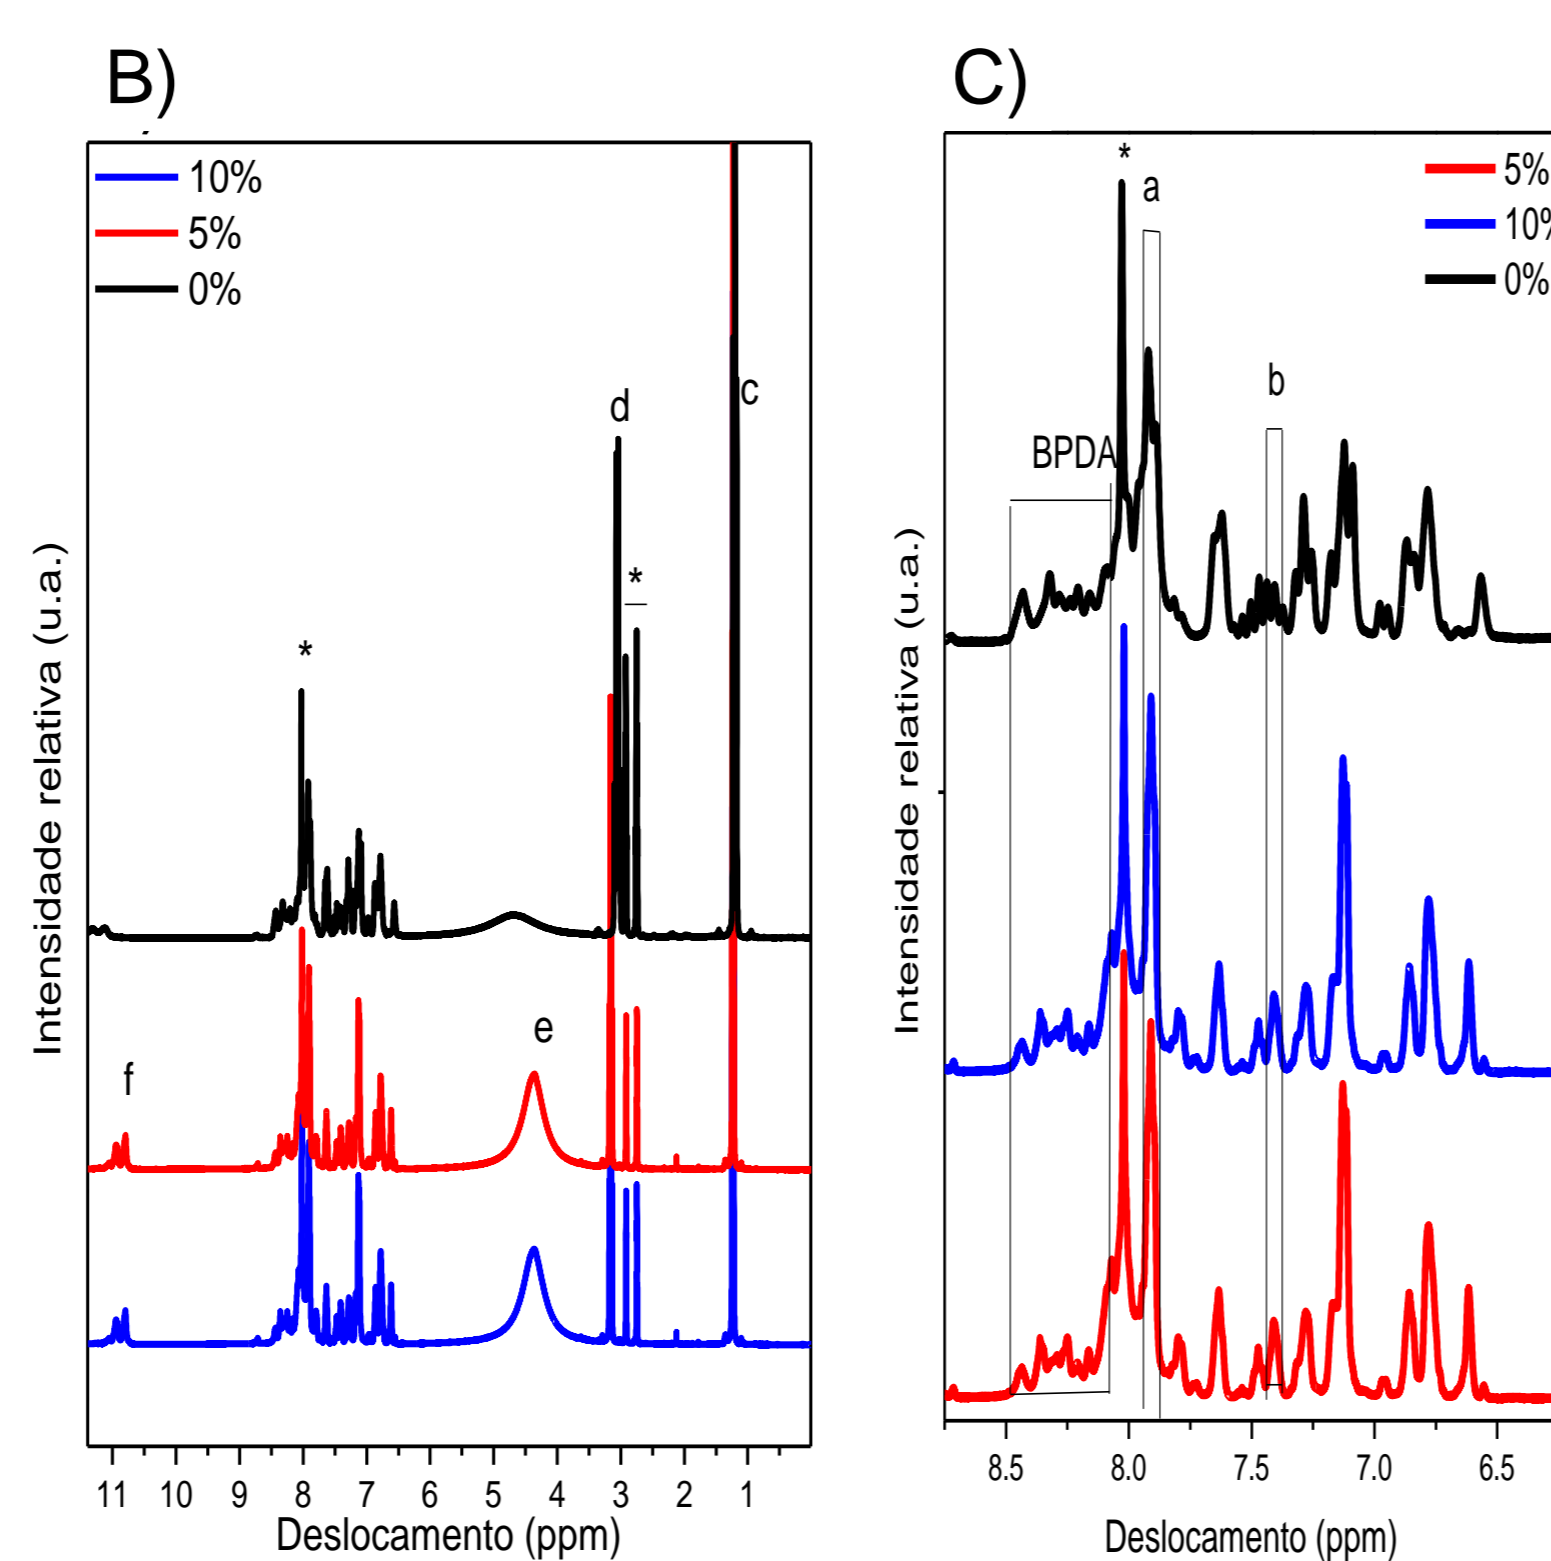 B)
10%
5%
0%
c
d
*
*
e
f
Intensidade relativa (u.a.)
11 10 9 8 7 6 5 4 3 2 1
Deslocamento (ppm)
C)
5%
10%
0%
*
a
b
BPDA
Intensidade relativa (u.a.)
8.5 8.0 7.5 7.0 6.5
Deslocamento (ppm)